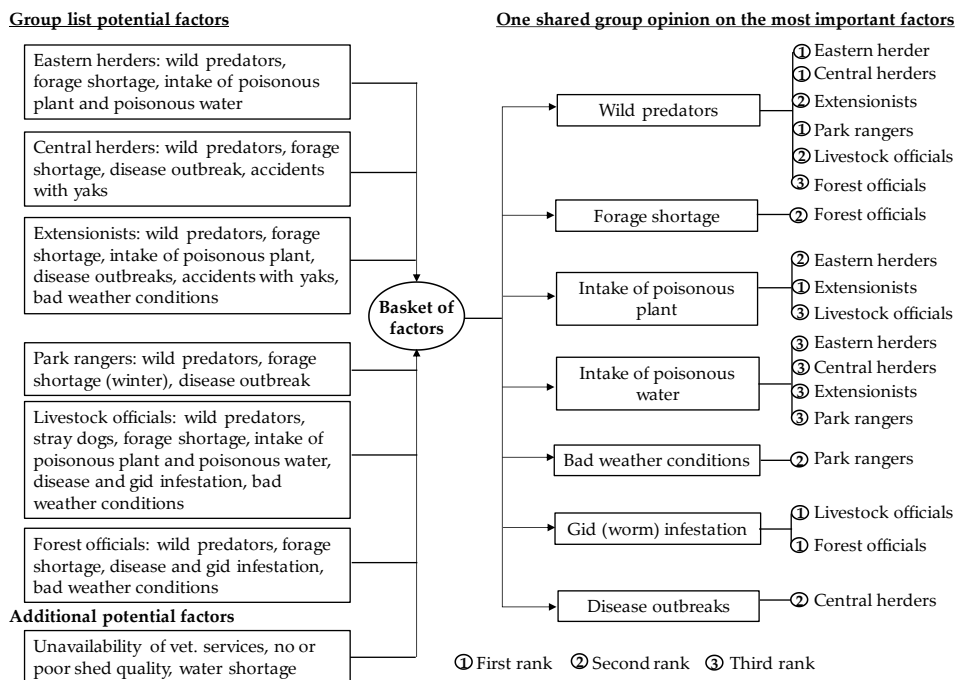 Group list potential factors
Eastern herders: wild predators,
forage shortage, intake of poisonous
plant and poisonous water
Central herders: wild predators, forage
shortage, disease outbreak, accidents
with yaks
Extensionists: wild predators, forage
shortage, intake of poisonous plant,
disease outbreaks, accidents with yaks,
bad weather conditions
Park rangers: wild predators, forage
shortage (winter), disease outbreak
Livestock officials: wild predators,
stray dogs, forage shortage, intake of
poisonous plant and poisonous water,
disease and gid infestation, bad
weather conditions
Forest officials: wild predators, forage
shortage, disease and gid infestation,
bad weather conditions
Additional potential factors
Unavailability of vet. services, no or
poor shed quality, water shortage
Basket of
factors
One shared group opinion on the most important factors
Wild predators
① Eastern herder
① Central herders
② Extensionists
① Park rangers
② Livestock officials
③ Forest officials
Forage shortage
② Forest officials
Intake of poisonous
plant
② Eastern herders
① Extensionists
③ Livestock officials
Intake of poisonous
water
③ Eastern herders
③ Central herders
③ Extensionists
③ Park rangers
Bad weather conditions
② Park rangers
Gid (worm) infestation
① Livestock officials
① Forest officials
Disease outbreaks
② Central herders
① First rank ② Second rank ③ Third rank